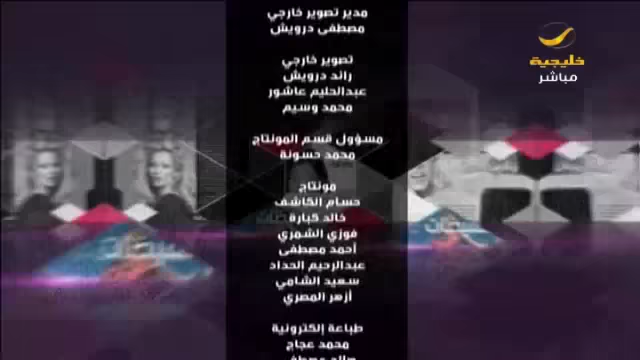 مدير تصوير خارجي
مصطفى درويش
تصوير خارجي
رائد درويش
عبدالحليم عاشور
محمد وسيم
مسؤول قسم المونتاج
محمد حسونة
مونتاج
حسام الكاشف
خالد كبارة
فوزي الشمري
أحمد مصطفى
عبدالرحيم الحداد
سعيد الشامي
أزهر المصري
طباعة إلكترونية
محمد عجاج
خليجية
مباشر